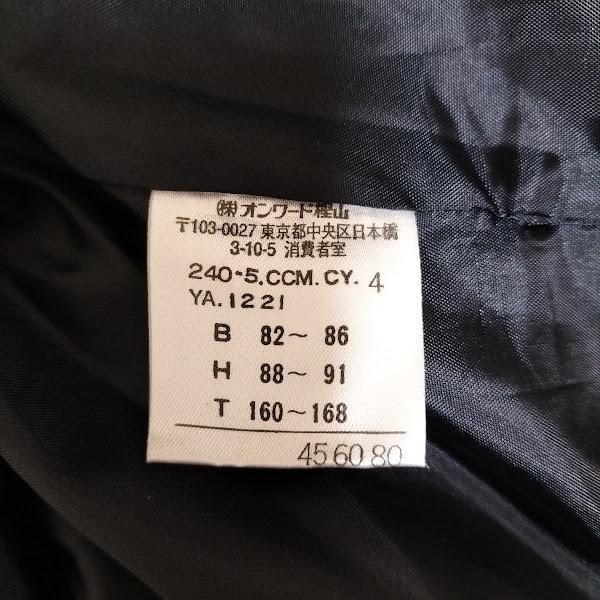 ㈱オンワード樫山
〒103-0027 東京都中央区日本橋
3-10-5 消費者室
240-5.CCM.CY. 4
YA.1221
B 82～ 86
H 88～ 91
T 160～168
45 60 80